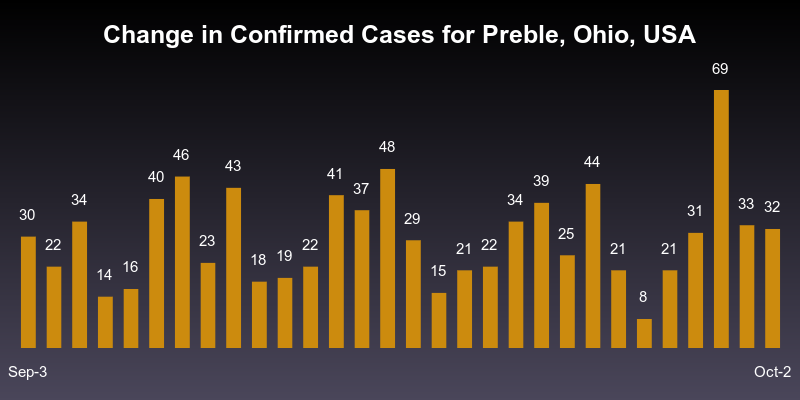 Change in Confirmed Cases for Preble, Ohio, USA
30 22 34 14 16 40 46 23 43 18 19 22 41 37 48 29 15 21 22 34 39 25 44 21 8 21 31 69 33 32
Sep-3 Oct-2